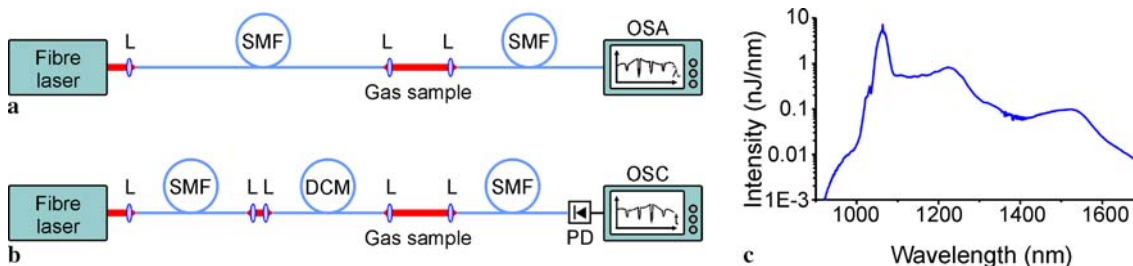 Fibre
laser
L
SMF
L
L
Gas sample
SMF
OSA
a
Fibre
laser
L
SMF
L L
DCM
L
L
Gas sample
SMF
PD
OSC
t
b
Intensity (nJ/nm)
10
1
0.1
0.01
1E-3
1000 1200 1400 1600
Wavelength (nm)
c